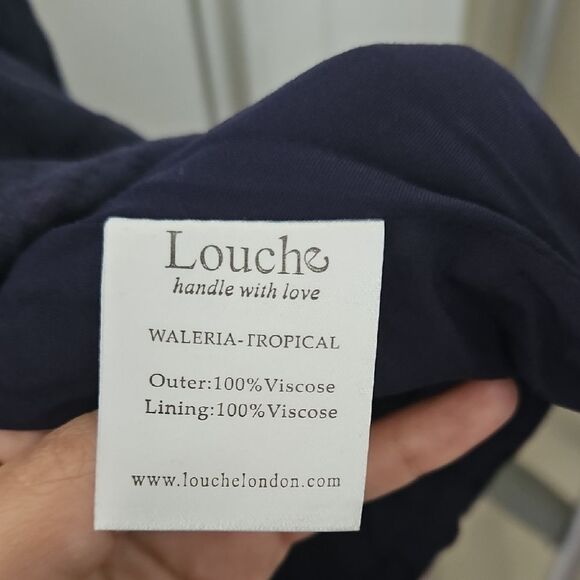 Louche
handle with love
WALERIA-TROPICAL
Outer:100%Viscose
Lining:100%Viscose
www.louchelondon.com